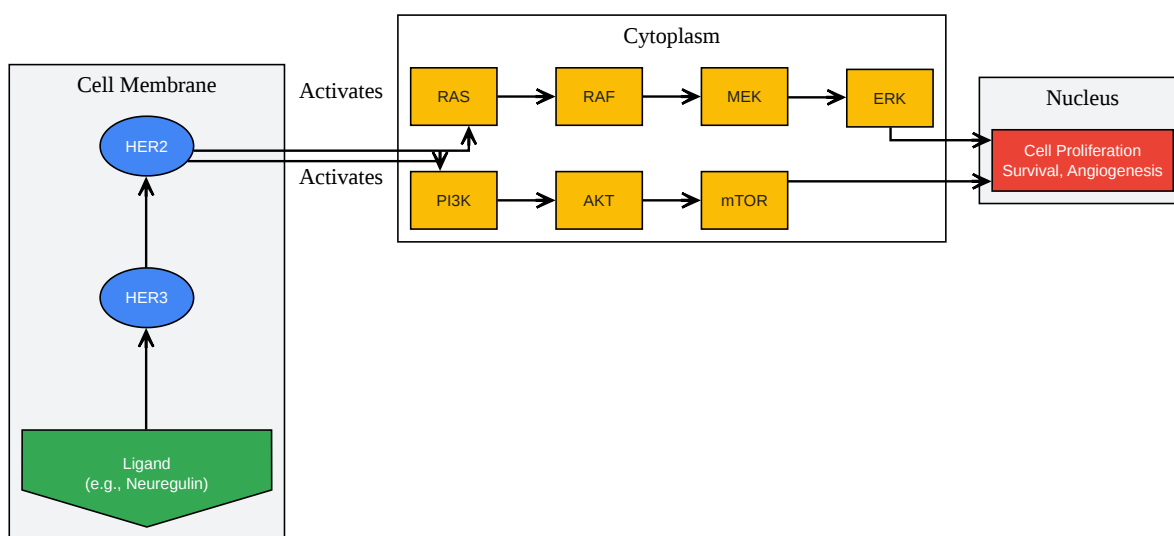 Cell Membrane
HER2
HER3
Ligand
(e.g., Neuregulin)
Activates
Activates
Cytoplasm
RAS
RAF
MEK
ERK
PI3K
AKT
mTOR
Nucleus
Cell Proliferation
Survival, Angiogenesis